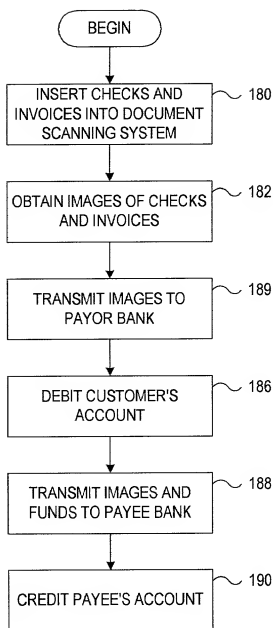 BEGIN
INSERT CHECKS AND
180
INVOICES INTO DOCUMENT
SCANNING SYSTEM
182
OBTAIN IMAGES OF CHECKS
AND INVOICES
189
TRANSMIT IMAGES TO
PAYOR BANK
186
DEBIT CUSTOMER'S
ACCOUNT
188
TRANSMIT IMAGES AND
FUNDS TO PAYEE BANK
190
CREDIT PAYEE'S ACCOUNT